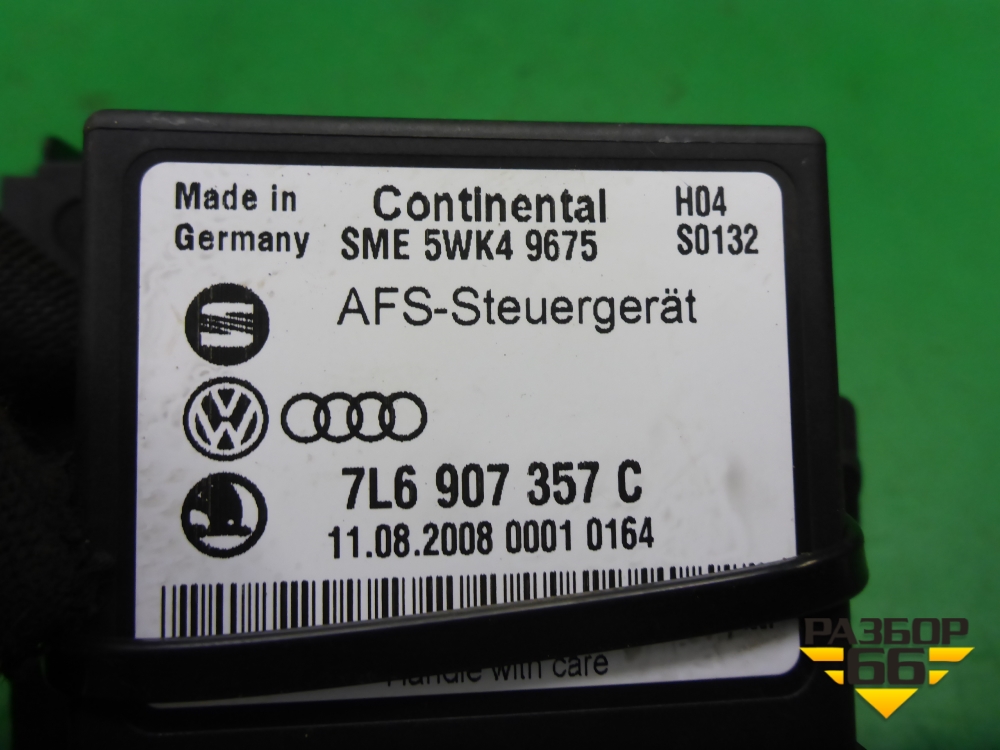 Made in
Germany
Continental
SME 5WK4 9675
H04
S0132
AFS-Steuergerät
7L6 907 357 C
11.08.2008 0001 0164
Handle with care
РАЗБОР
66